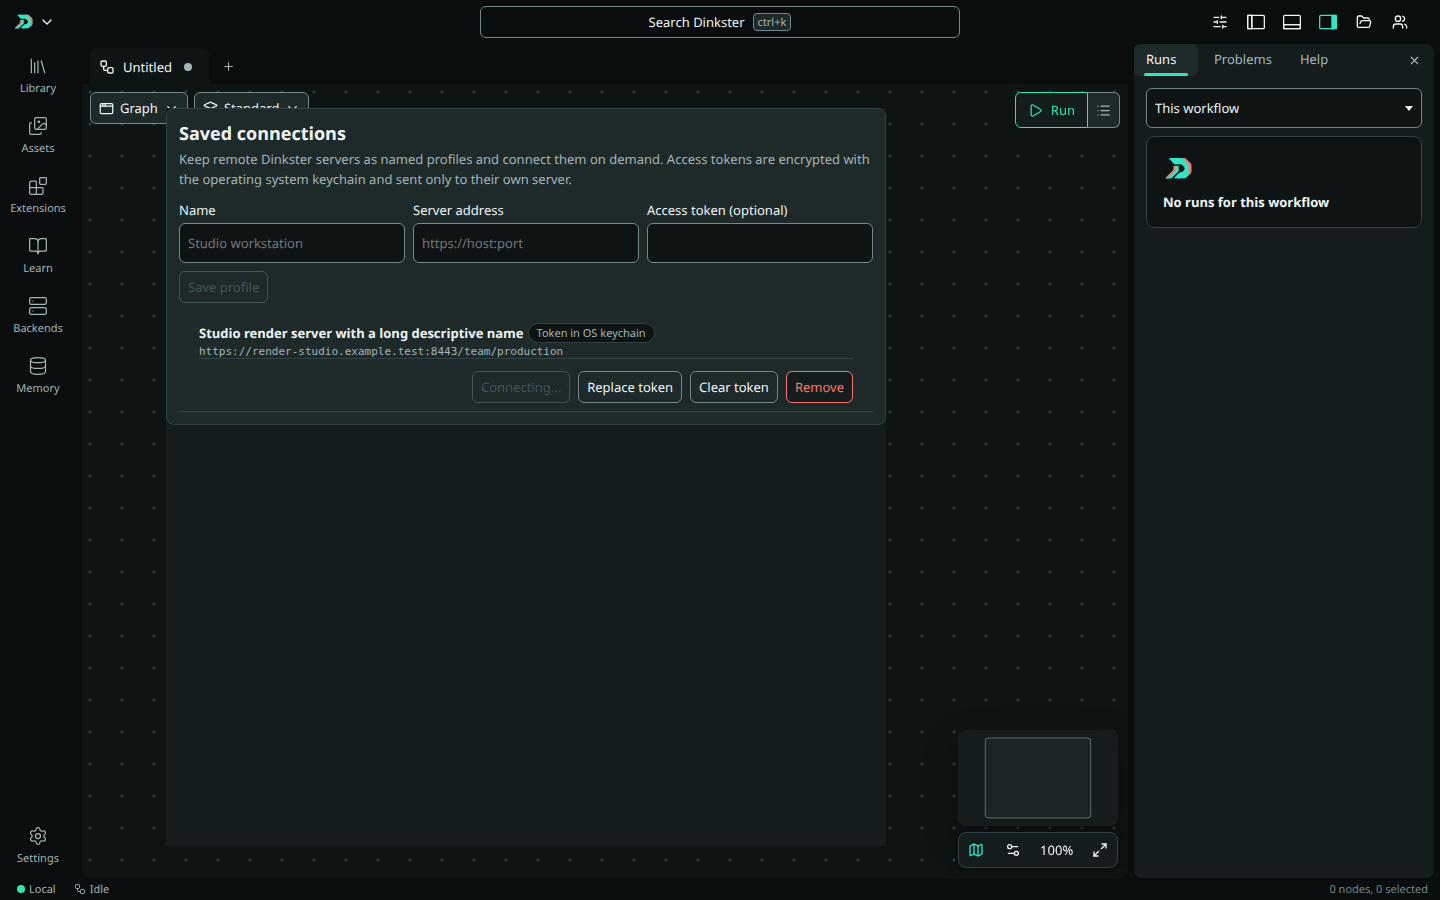 Search Dinkster ctrl+k
Library
Assets
Extensions
Learn
Backends
Memory
Settings
Untitled
Graph
Standard
Run
Saved connections
Keep remote Dinkster servers as named profiles and connect them on demand. Access tokens are encrypted with
the operating system keychain and sent only to their own server.
Name
Server address
Access token (optional)
Studio workstation
https://host:port
Save profile
Studio render server with a long descriptive name
Token in OS keychain
https://render-studio.example.test:8443/team/production
Connecting...
Replace token
Clear token
Remove
Runs
Problems
Help
This workflow
No runs for this workflow
100%
Local
Idle
0 nodes, 0 selected